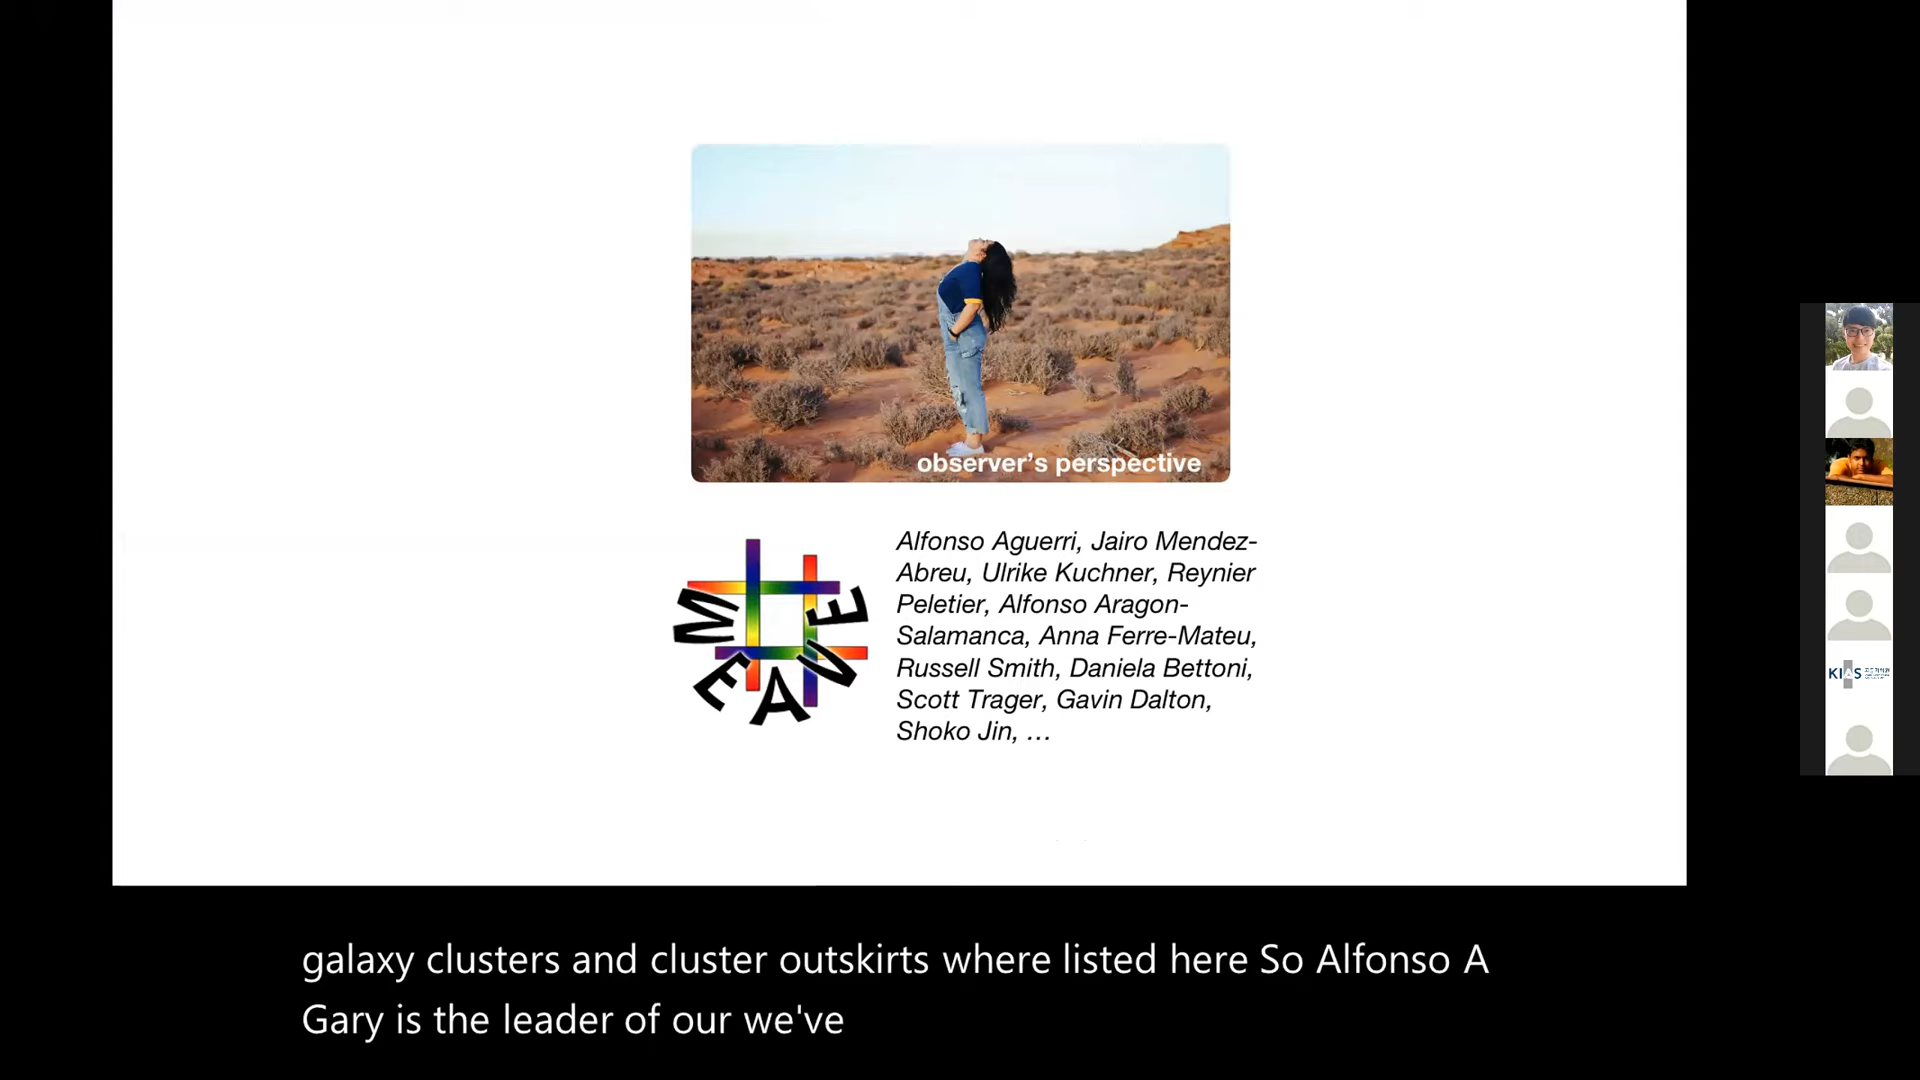 observer’s perspective
WEAVE
Alfonso Aguerri, Jairo Mendez-
Abreu, Ulrike Kuchner, Reynier
Peletier, Alfonso Aragon-
Salamanca, Anna Ferre-Mateu,
Russell Smith, Daniela Bettoni,
Scott Trager, Gavin Dalton,
Shoko Jin, …
KIAS
galaxy clusters and cluster outskirts where listed here So Alfonso A
Gary is the leader of our we've